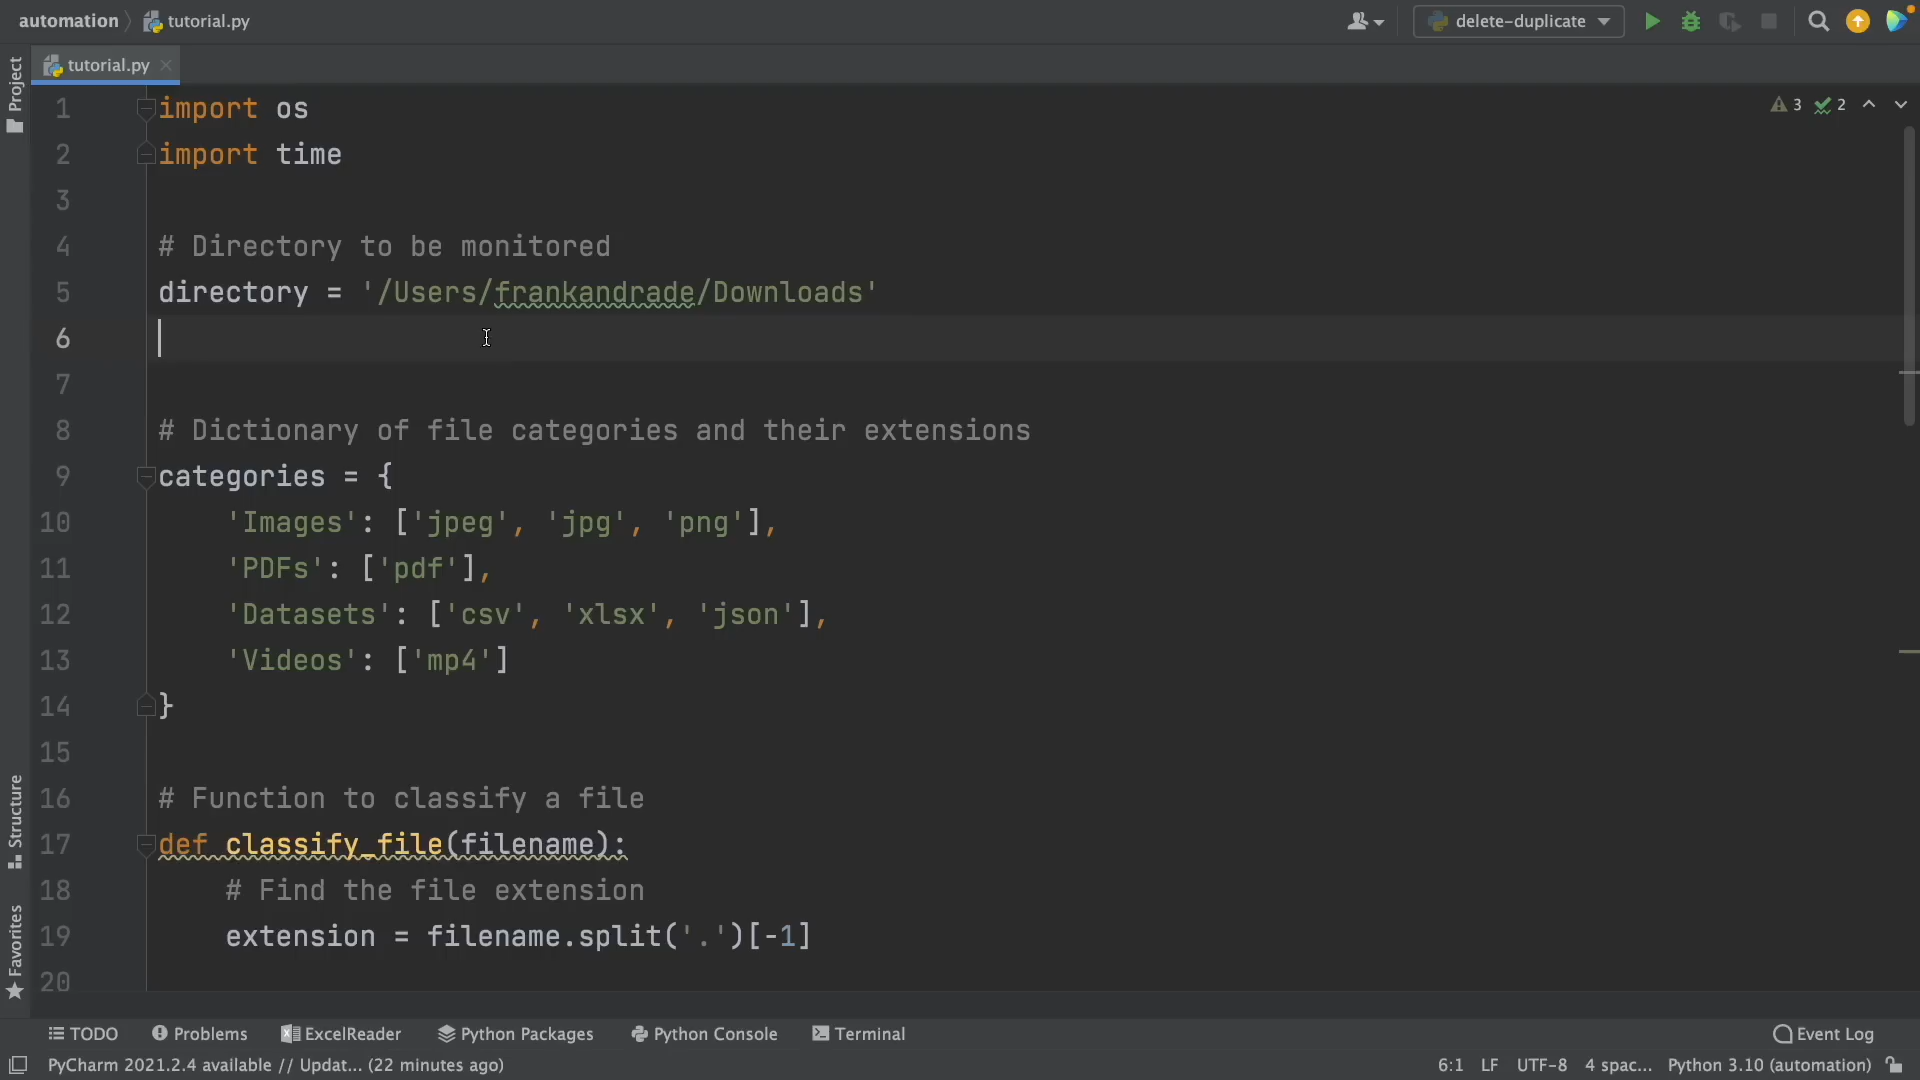 automation tutorial.py delete-duplicate
tutorial.py
Project
1 import os
3 2
2 import time
3
4 # Directory to be monitored
5 directory = '/Users/frankandrade/Downloads'
6
7
8 # Dictionary of file categories and their extensions
9 categories = {
10 'Images': ['jpeg', 'jpg', 'png'],
11 'PDFs': ['pdf'],
12 'Datasets': ['csv', 'xlsx', 'json'],
13 'Videos': ['mp4']
14 }
15
16 # Function to classify a file
17 def classify_file(filename):
18 # Find the file extension
19 extension = filename.split('.')[-1]
20
Structure
Favorites
TODO Problems ExcelReader Python Packages Python Console Terminal Event Log
PyCharm 2021.2.4 available // Updat... (22 minutes ago) 6:1 LF UTF-8 4 spac... Python 3.10 (automation)